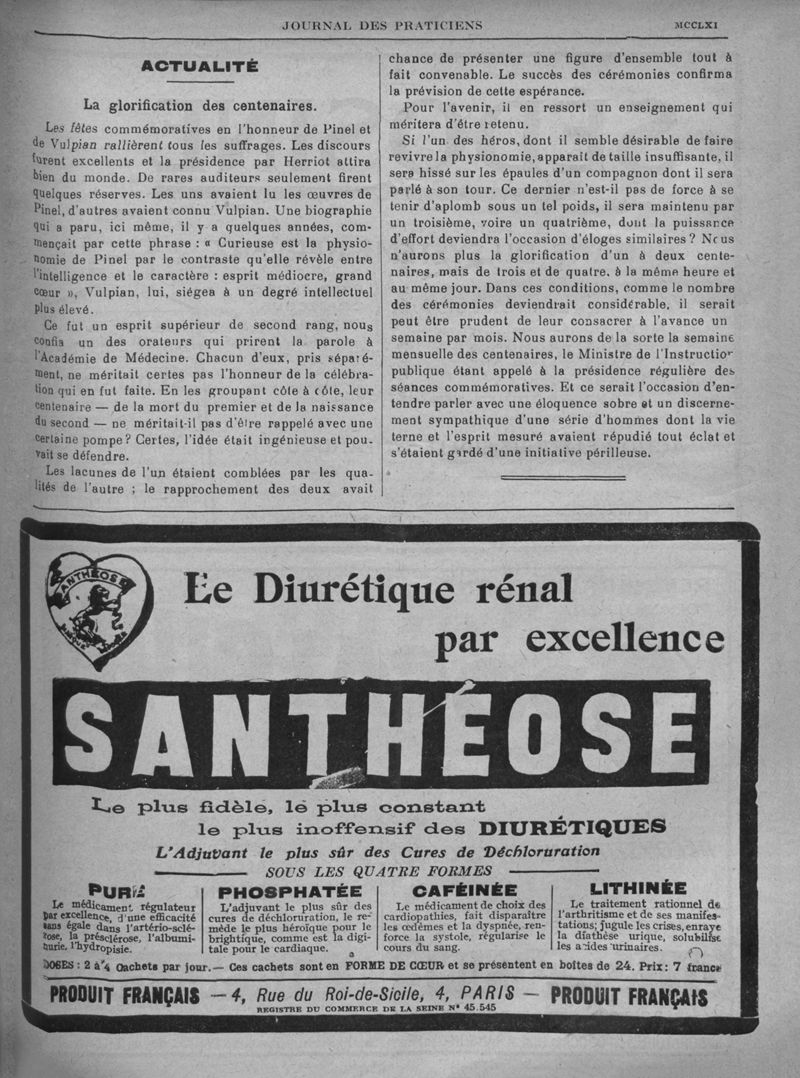 JOURNAL DES PRATICIENS
MCCLXI
ACTUALITÉ
La glorification des centenaires.
Les fêtes commémoratives en l'honneur de Pinel et
de Vulpian rallièrent tous les suffrages. Les discours
furent excellents et la présidence par Herriot attira
bien du monde. De rares auditeurs seulement firent
quelques réserves. Les uns avaient lu les œuvres de
Pinel, d'autres avaient connu Vulpian. Une biographie
qui a paru, ici même, il y a quelques années, com-
mençait par cette phrase : « Curieuse est la physio-
nomie de Pinel par le contraste qu'elle révèle entre
l'intelligence et le caractère : esprit médiocre, grand
cœur », Vulpian, lui, siégea à un degré intellectuel
plus élevé.
Ce fut un esprit supérieur de second rang, nous
confia un des orateurs qui prirent la parole à
l'Académie de Médecine. Chacun d'eux, pris séparé-
ment, ne méritait certes pas l'honneur de la célébra-
tion qui en fut faite. En les groupant côte à côte, leur
centenaire — de la mort du premier et de la naissance
du second — ne méritait-il pas d'être rappelé avec une
certaine pompe ? Certes, l'idée était ingénieuse et pou-
vait se défendre.
Les lacunes de l'un étaient comblées par les qua-
lités de l'autre ; le rapprochement des deux avait
chance de présenter une figure d'ensemble tout à
fait convenable. Le succès des cérémonies confirma
la prévision de cette espérance.
Pour l'avenir, il en ressort un enseignement qui
méritera d'être retenu.
Si l'un des héros, dont il semble désirable de faire
revivre la physionomie, apparaît de taille insuffisante, il
sera hissé sur les épaules d'un compagnon dont il sera
parlé à son tour. Ce dernier n'est-il pas de force à se
tenir d'aplomb sous un tel poids, il sera maintenu par
un troisième, voire un quatrième, dont la puissance
d'effort deviendra l'occasion d'éloges similaires ? Nous
n'aurons plus la glorification d'un à deux cente-
naires, mais de trois et de quatre, à la même heure et
au même jour. Dans ces conditions, comme le nombre
des cérémonies deviendrait considérable, il serait
peut être prudent de leur consacrer à l'avance un
semaine par mois. Nous aurons de la sorte la semaine
mensuelle des centenaires, le Ministre de l'Instruction
publique étant appelé à la présidence régulière des
séances commémoratives. Et ce serait l'occasion d'en-
tendre parler avec une éloquence sobre et un discerne-
ment sympathique d'une série d'hommes dont la vie
terne et l'esprit mesuré avaient répudié tout éclat et
s'étaient gardé d'une initiative périlleuse.
SANTHÉOSE
Le Diurétique rénal
par excellence
SANTHÉOSE
Le plus fidèle, le plus constant
le plus inoffensif des DIURÉTIQUES
L'Adjuvant le plus sûr des Cures de Déchloruration
SOUS LES QUATRE FORMES
PURE
Le médicament régulateur
par excellence, d'une efficacité
sans égale dans l'artério-sclé-
rose, la présclérose, l'albumi-
nurie, l'hydropisie.
PHOSPHATÉE
L'adjuvant le plus sûr des
cures de déchloruration, le re-
mède le plus héroïque pour le
brightique, comme est la digi-
tale pour le cardiaque.
CAFÉINÉE
Le médicament de choix des
cardiopathies, fait disparaître
les œdèmes et la dyspnée, ren-
force la systole, régularise le
cours du sang.
LITHINÉE
Le traitement rationnel de
l'arthritisme et de ses manifes-
tations; jugule les crises, enraye
la diathèse urique, solubilise
les acides urinaires.
DOSES : 2 à 4 Cachets par jour. — Ces cachets sont en FORME DE CŒUR et se présentent en boîtes de 24. Prix : 7 francs
PRODUIT FRANÇAIS — 4, Rue du Roi-de-Sicile, 4, PARIS — PRODUIT FRANÇAIS
REGISTRE DU COMMERCE DE LA SEINE N° 45.545